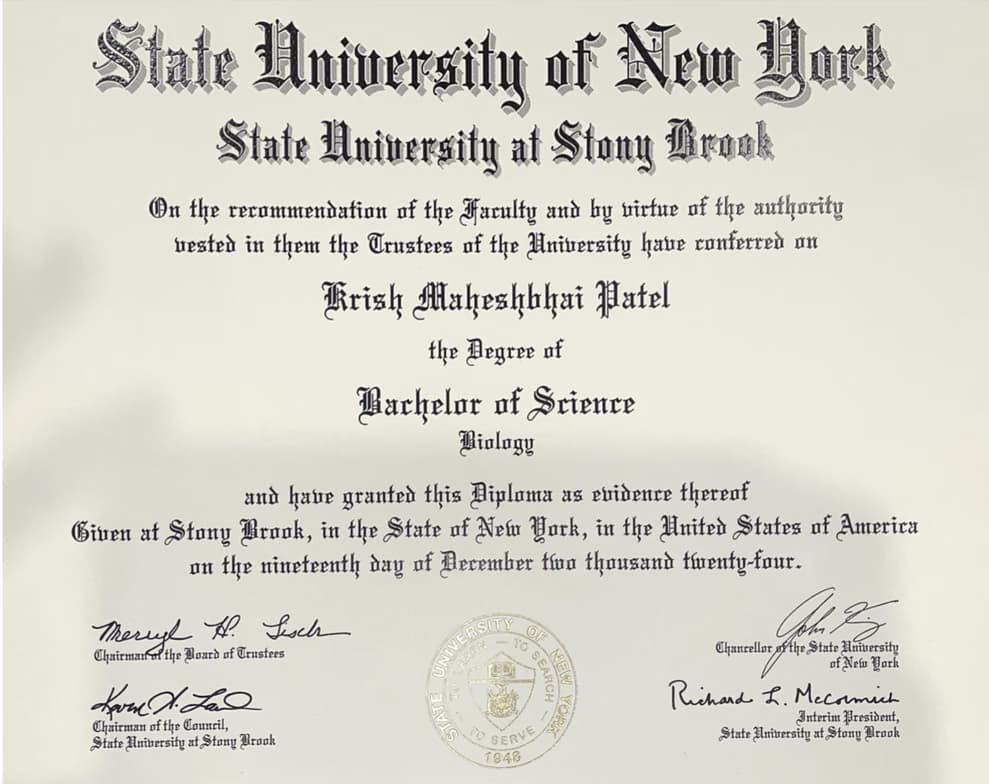 State University of New York
State University at Stony Brook
On the recommendation of the Faculty and by virtue of the authority
vested in them the Trustees of the University have conferred on
Krish Maheshbhai Patel
the Degree of
Bachelor of Science
Biology
and have granted this Diploma as evidence thereof
Given at Stony Brook, in the State of New York, in the United States of America
on the nineteenth day of December two thousand twenty-four.
Merryl H. Tisch
Chairman of the Board of Trustees
John
Chancellor of the State University
of New York
Kevin
Chairman of the Council,
State University at Stony Brook
Richard L. McCormick
Interim President,
State University at Stony Brook
STATE UNIVERSITY OF NEW YORK
TO LEARN — TO SEARCH — TO SERVE
1948